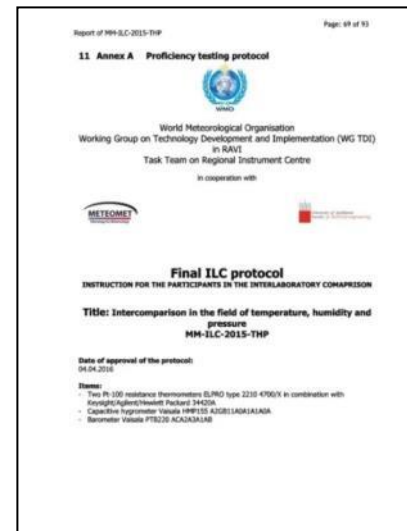 Page: 69 of 93
Report of MM-ILC-2015-THP
11 Annex A Proficiency testing protocol
WMO
World Meteorological Organisation
Working Group on Technology Development and Implementation (WG TDI)
in RAVI
Task Team on Regional Instrument Centre
in cooperation with
METEOMET
Final ILC protocol
INSTRUCTION FOR THE PARTICIPANTS IN THE INTERLABORATORY COMAPRISON
Title: Intercomparison in the field of temperature, humidity and
pressure
MM-ILC-2015-THP
Date of approval of the protocol:
04.04.2016
Items:
- Two Pt-100 resistance thermometers ELPRO type 2210 4700/X in combination with
Keysight/Agilent/Hewlett Packard 34420A
- Capacitive hygrometer Vaisala HMP155 A2GB11A0A1A1A0A
- Barometer Vaisala PTB220 ACA2A3A1AB